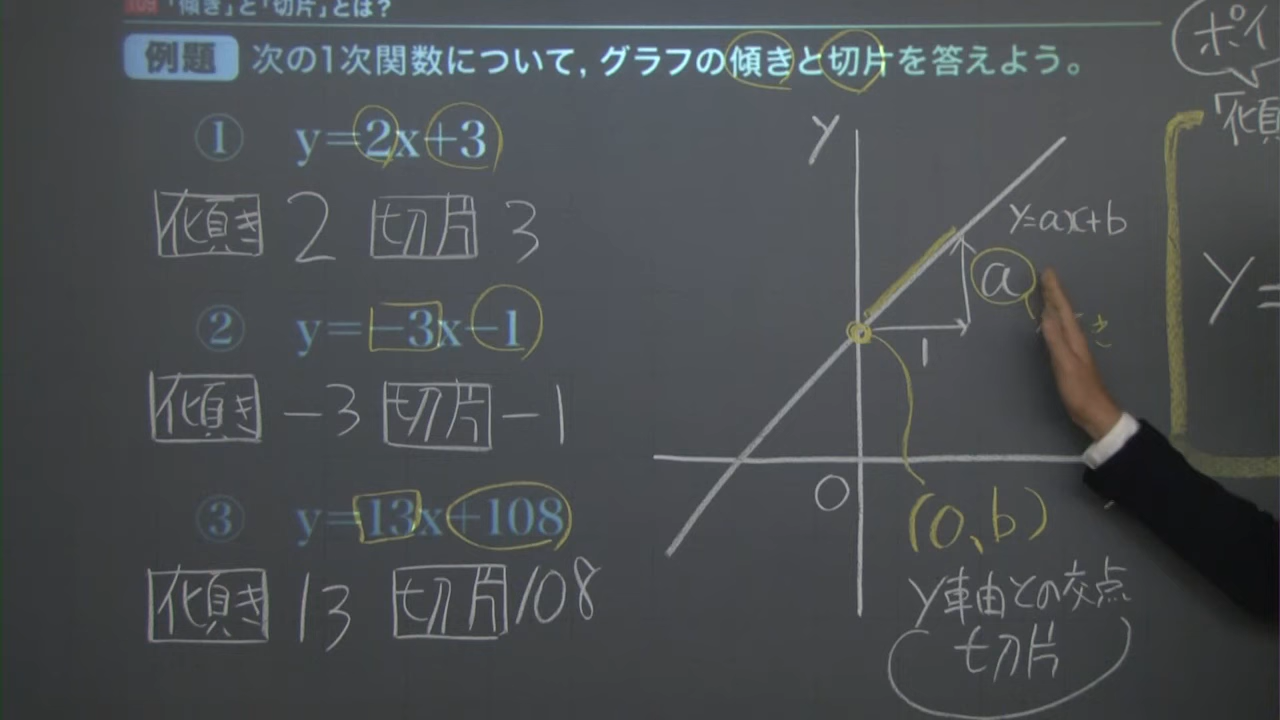 109 「傾き」と「切片」とは?
例題 次の1次関数について,グラフの傾きと切片を答えよう。
① y=2x+3
傾き 2 切片 3
② y=-3x-1
傾き -3 切片 -1
③ y=13x+108
傾き 13 切片 108
y
y=ax+b
a
き
1
O
(0,b)
y軸との交点
切片
ポイ
「傾
y=